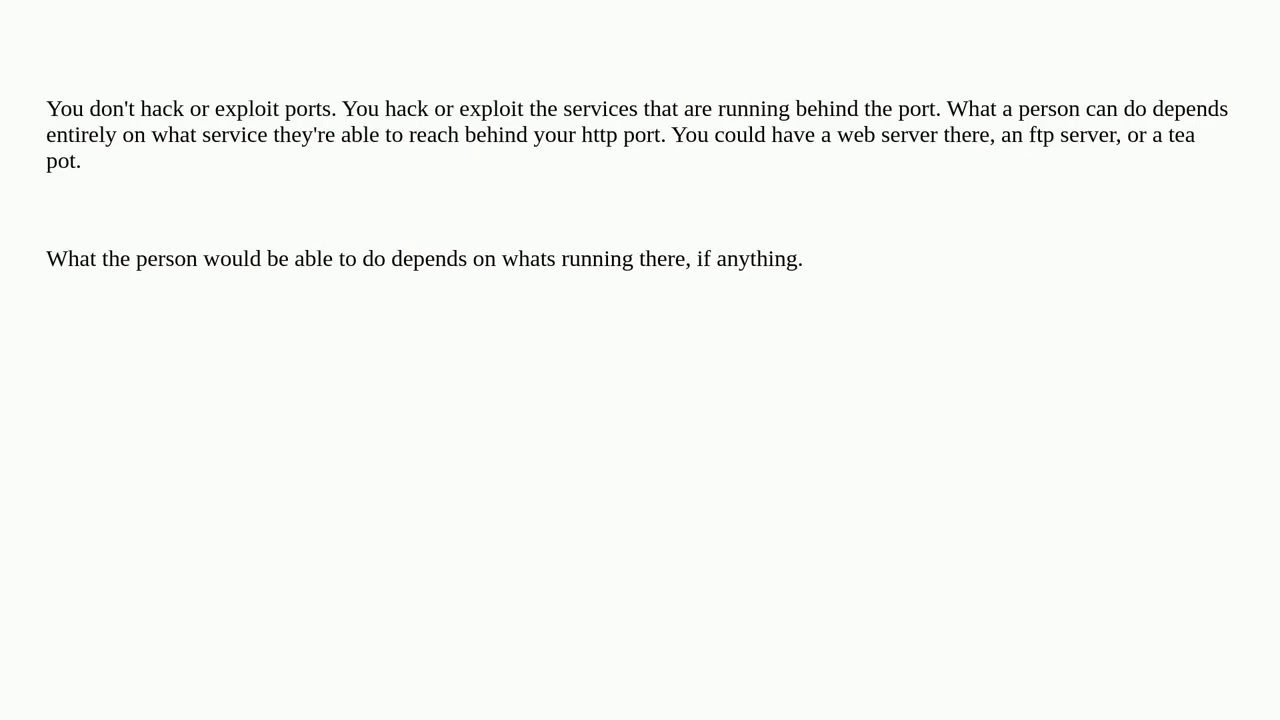 You don't hack or exploit ports. You hack or exploit the services that are running behind the port. What a person can do depends
entirely on what service they're able to reach behind your http port. You could have a web server there, an ftp server, or a tea
pot.
What the person would be able to do depends on whats running there, if anything.